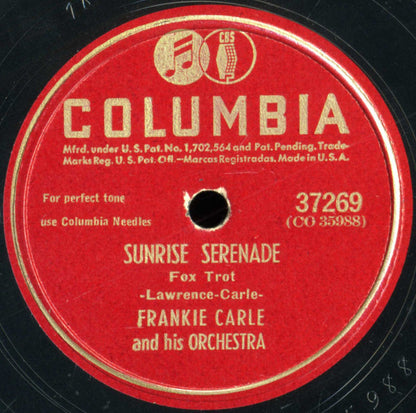 CBS
COLUMBIA
Mfrd. under U.S. Pat. No. 1,702,564 and Pat. Pending, Trade-
Marks Reg. U.S. Pat. Off.—Marcas Registradas. Made in U.S.A.
For perfect tone
use Columbia Needles
37269
(CO 35988)
SUNRISE SERENADE
Fox Trot
-Lawrence-Carle-
FRANKIE CARLE
and his ORCHESTRA
988